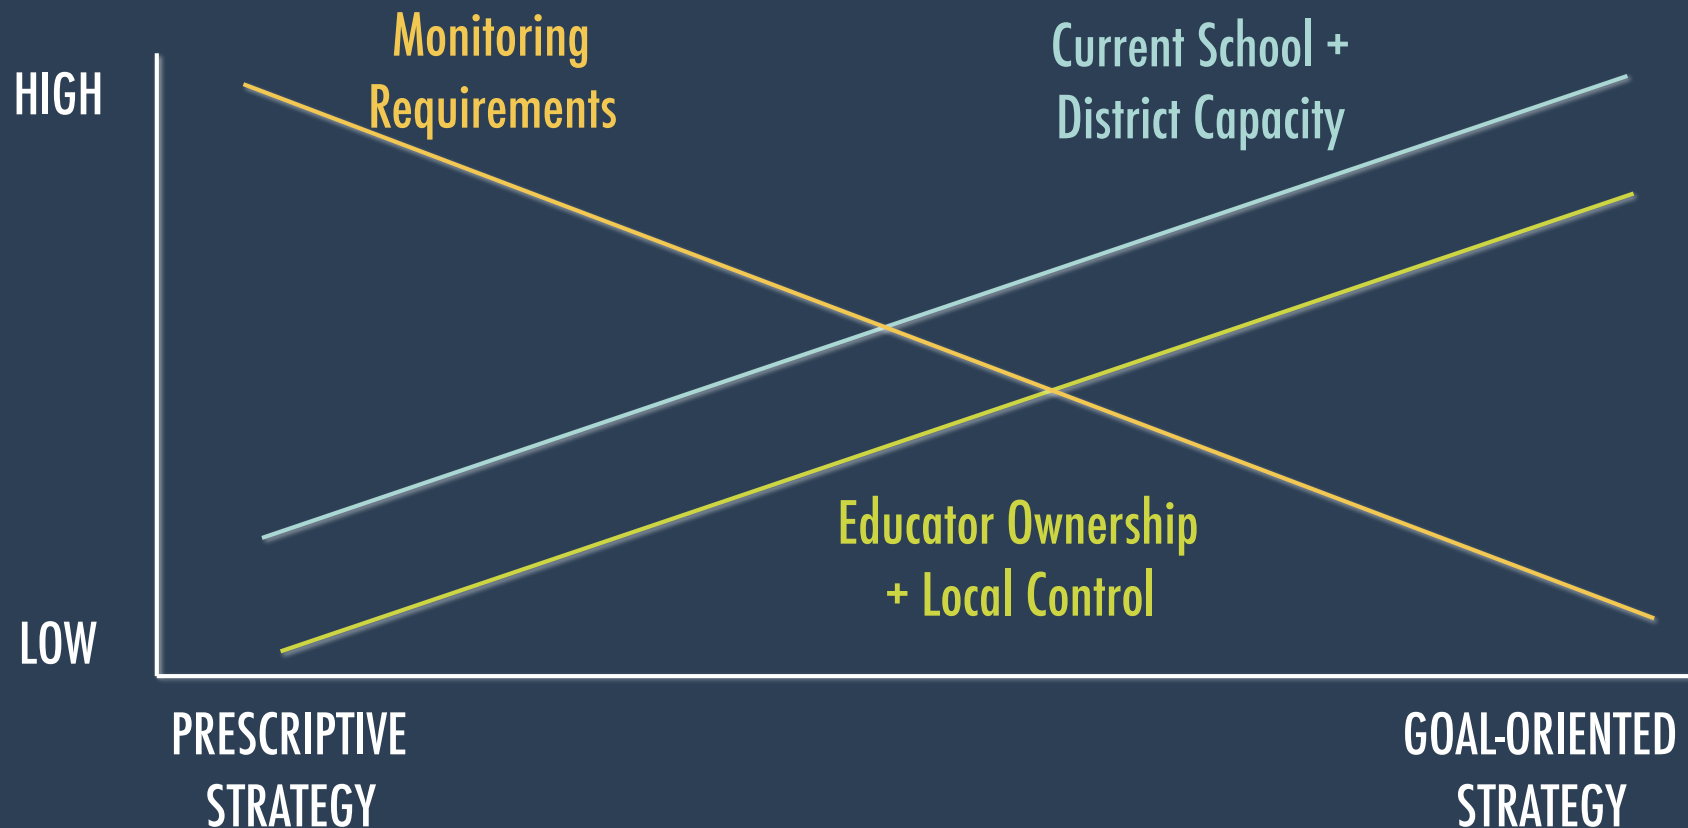 Monitoring
Requirements
Current School +
District Capacity
HIGH
Educator Ownership
+ Local Control
LOW
PRESCRIPTIVE
STRATEGY
GOAL-ORIENTED
STRATEGY